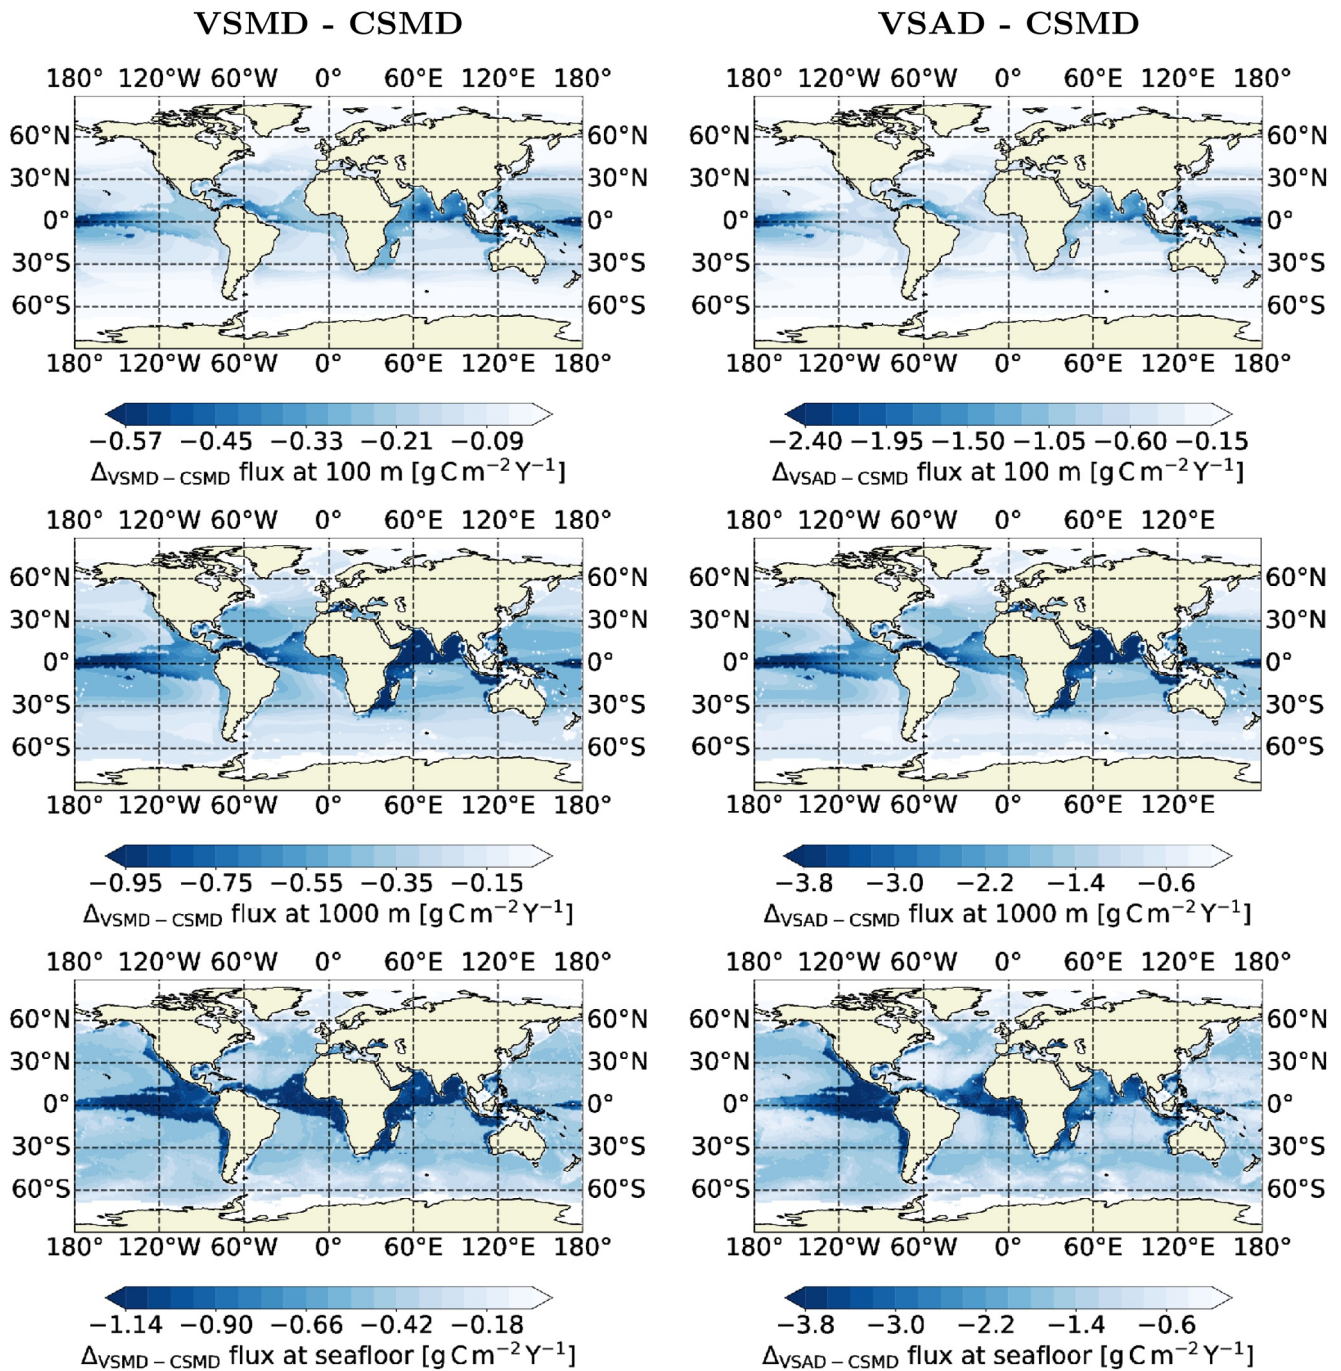 VSMD - CSMD
VSAD - CSMD
180° 120°W 60°W 0° 60°E 120°E 180°
180° 120°W 60°W 0° 60°E 120°E 180°
60°N 60°N 60°N 60°N
30°N 30°N 30°N 30°N
0° 0° 0° 0°
30°S 30°S 30°S 30°S
60°S 60°S 60°S 60°S
180° 120°W 60°W 0° 60°E 120°E 180°
180° 120°W 60°W 0° 60°E 120°E 180°
−0.57 −0.45 −0.33 −0.21 −0.09
−2.40 −1.95 −1.50 −1.05 −0.60 −0.15
Δ_VSMD − CSMD flux at 100 m [g C m⁻² Y⁻¹]
Δ_VSAD − CSMD flux at 100 m [g C m⁻² Y⁻¹]
180° 120°W 60°W 0° 60°E 120°E 180°
180° 120°W 60°W 0° 60°E 120°E
60°N 60°N 60°N 60°N
30°N 30°N 30°N 30°N
0° 0° 0° 0°
30°S 30°S 30°S 30°S
60°S 60°S 60°S 60°S
180° 120°W 60°W 0° 60°E 120°E 180°
180° 120°W 60°W 0° 60°E 120°E
−0.95 −0.75 −0.55 −0.35 −0.15
−3.8 −3.0 −2.2 −1.4 −0.6
Δ_VSMD − CSMD flux at 1000 m [g C m⁻² Y⁻¹]
Δ_VSAD − CSMD flux at 1000 m [g C m⁻² Y⁻¹]
180° 120°W 60°W 0° 60°E 120°E 180°
180° 120°W 60°W 0° 60°E 120°E 180°
60°N 60°N 60°N 60°N
30°N 30°N 30°N 30°N
0° 0° 0° 0°
30°S 30°S 30°S 30°S
60°S 60°S 60°S 60°S
180° 120°W 60°W 0° 60°E 120°E 180°
180° 120°W 60°W 0° 60°E 120°E 180°
−1.14 −0.90 −0.66 −0.42 −0.18
−3.8 −3.0 −2.2 −1.4 −0.6
Δ_VSMD − CSMD flux at seafloor [g C m⁻² Y⁻¹]
Δ_VSAD − CSMD flux at seafloor [g C m⁻² Y⁻¹]